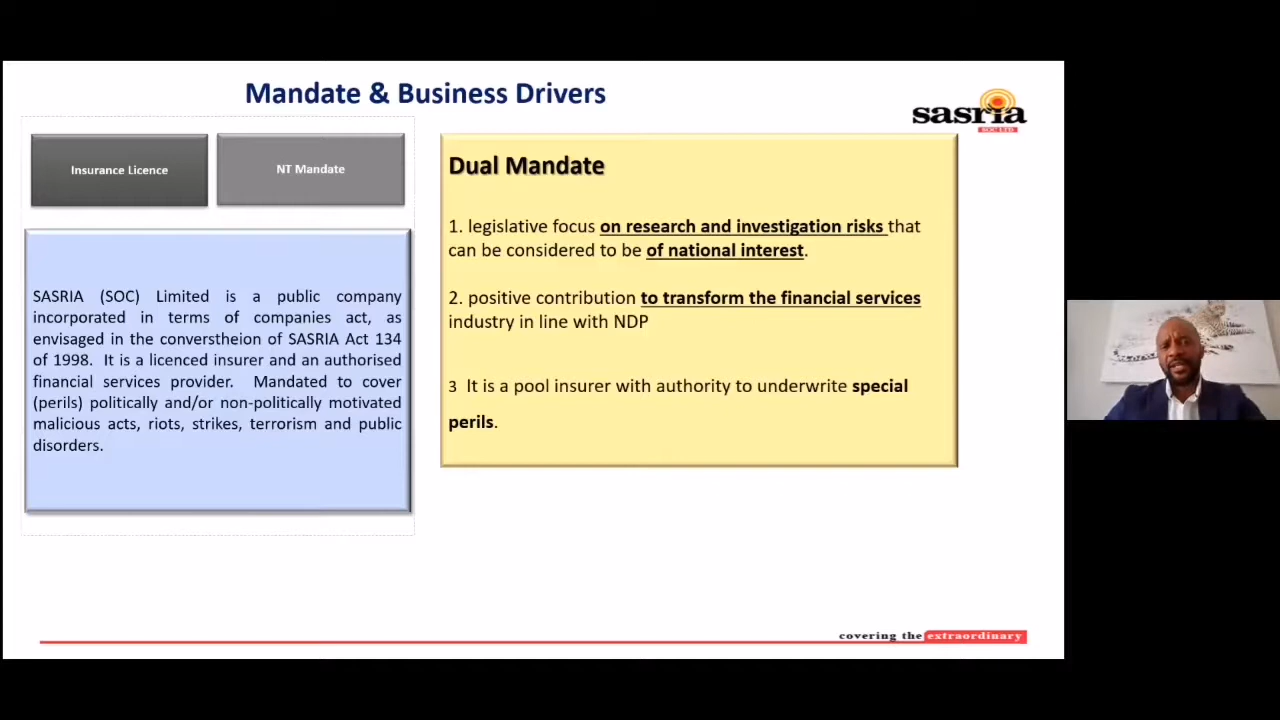 Mandate & Business Drivers
sasria
SOC LTD
Insurance Licence
NT Mandate
SASRIA (SOC) Limited is a public company
incorporated in terms of companies act, as
envisaged in the converstheion of SASRIA Act 134
of 1998. It is a licenced insurer and an authorised
financial services provider. Mandated to cover
(perils) politically and/or non-politically motivated
malicious acts, riots, strikes, terrorism and public
disorders.
Dual Mandate
1. legislative focus on research and investigation risks that
can be considered to be of national interest.
2. positive contribution to transform the financial services
industry in line with NDP
3 It is a pool insurer with authority to underwrite special
perils.
covering the extraordinary